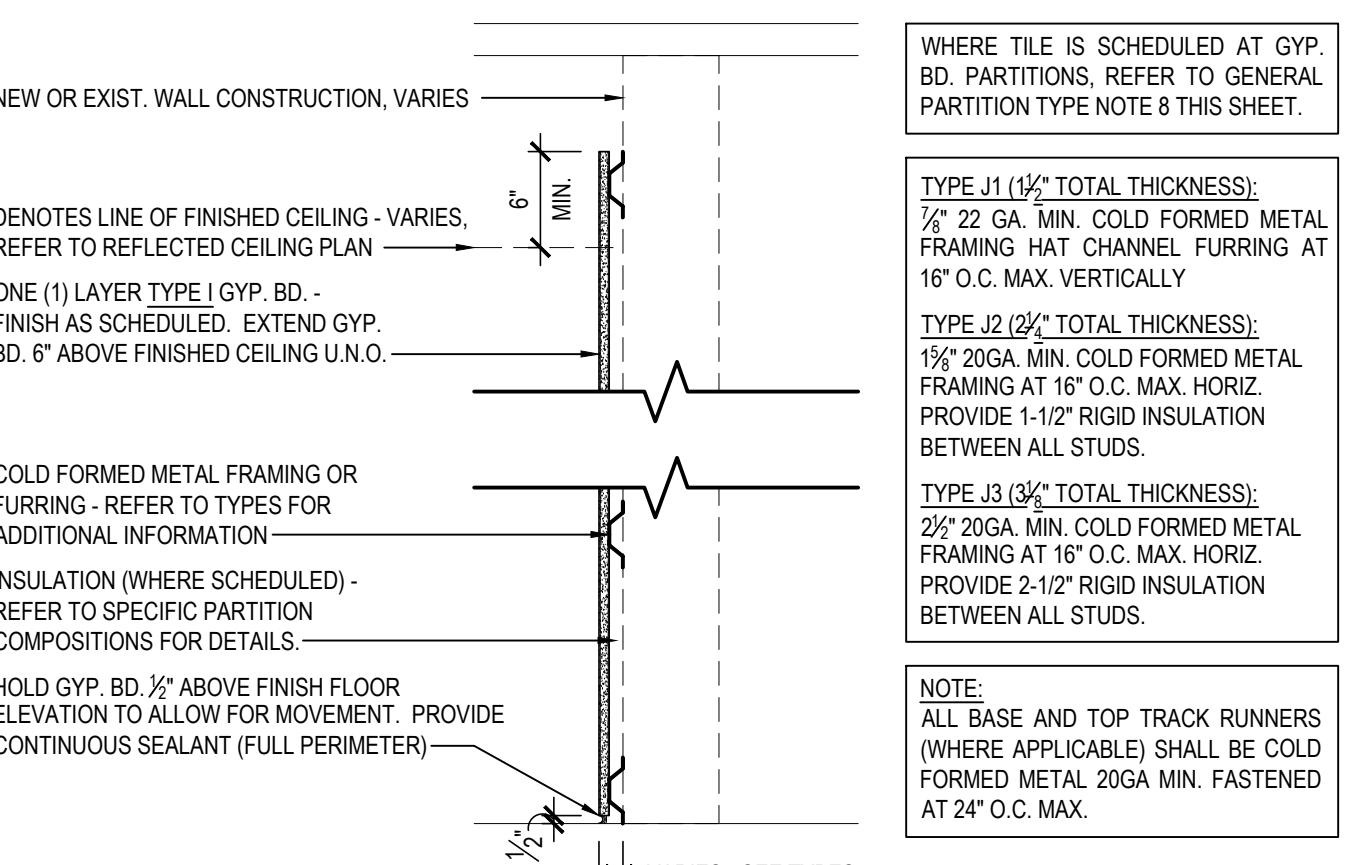 NEW OR EXIST. WALL CONSTRUCTION, VARIES
6"
MIN.
DENOTES LINE OF FINISHED CEILING - VARIES,
REFER TO REFLECTED CEILING PLAN
ONE (1) LAYER TYPE I GYP. BD. -
FINISH AS SCHEDULED. EXTEND GYP.
BD. 6" ABOVE FINISHED CEILING U.N.O.
COLD FORMED METAL FRAMING OR
FURRING - REFER TO TYPES FOR
ADDITIONAL INFORMATION
INSULATION (WHERE SCHEDULED) -
REFER TO SPECIFIC PARTITION
COMPOSITIONS FOR DETAILS.
HOLD GYP. BD. ½" ABOVE FINISH FLOOR
ELEVATION TO ALLOW FOR MOVEMENT. PROVIDE
CONTINUOUS SEALANT (FULL PERIMETER)
1/2"
WHERE TILE IS SCHEDULED AT GYP.
BD. PARTITIONS, REFER TO GENERAL
PARTITION TYPE NOTE 8 THIS SHEET.
TYPE J1 (1½" TOTAL THICKNESS):
⅞" 22 GA. MIN. COLD FORMED METAL
FRAMING HAT CHANNEL FURRING AT
16" O.C. MAX. VERTICALLY
TYPE J2 (2¼" TOTAL THICKNESS):
1⅝" 20GA. MIN. COLD FORMED METAL
FRAMING AT 16" O.C. MAX. HORIZ.
PROVIDE 1-1/2" RIGID INSULATION
BETWEEN ALL STUDS.
TYPE J3 (3⅛" TOTAL THICKNESS):
2½" 20GA. MIN. COLD FORMED METAL
FRAMING AT 16" O.C. MAX. HORIZ.
PROVIDE 2-1/2" RIGID INSULATION
BETWEEN ALL STUDS.
NOTE:
ALL BASE AND TOP TRACK RUNNERS
(WHERE APPLICABLE) SHALL BE COLD
FORMED METAL 20GA MIN. FASTENED
AT 24" O.C. MAX.